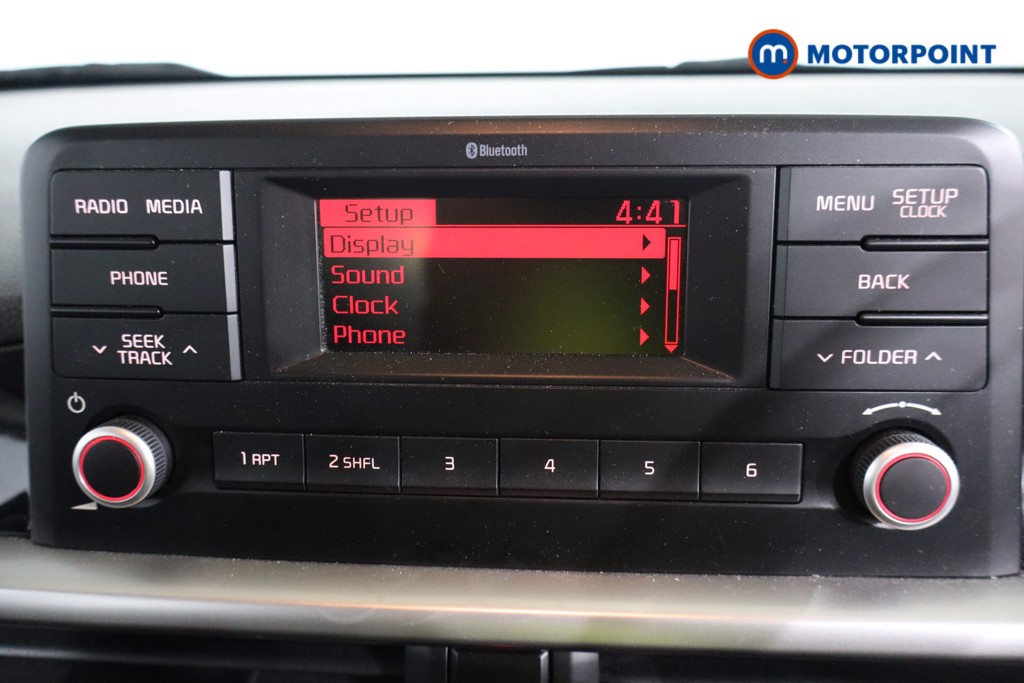 m MOTORPOINT
Bluetooth
RADIO MEDIA
PHONE
SEEK
TRACK
Setup 4:41
Display
Sound
Clock
Phone
MENU SETUP
CLOCK
BACK
FOLDER
1 RPT 2 SHFL 3 4 5 6